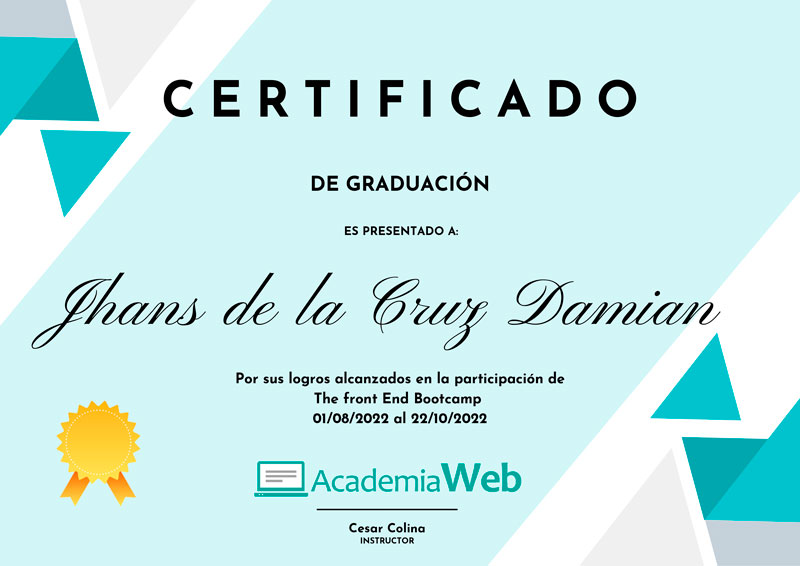 CERTIFICADO
DE GRADUACIÓN
ES PRESENTADO A:
Jhans de la Cruz Damian
Por sus logros alcanzados en la participación de
The front End Bootcamp
01/08/2022 al 22/10/2022
AcademiaWeb
Cesar Colina
INSTRUCTOR